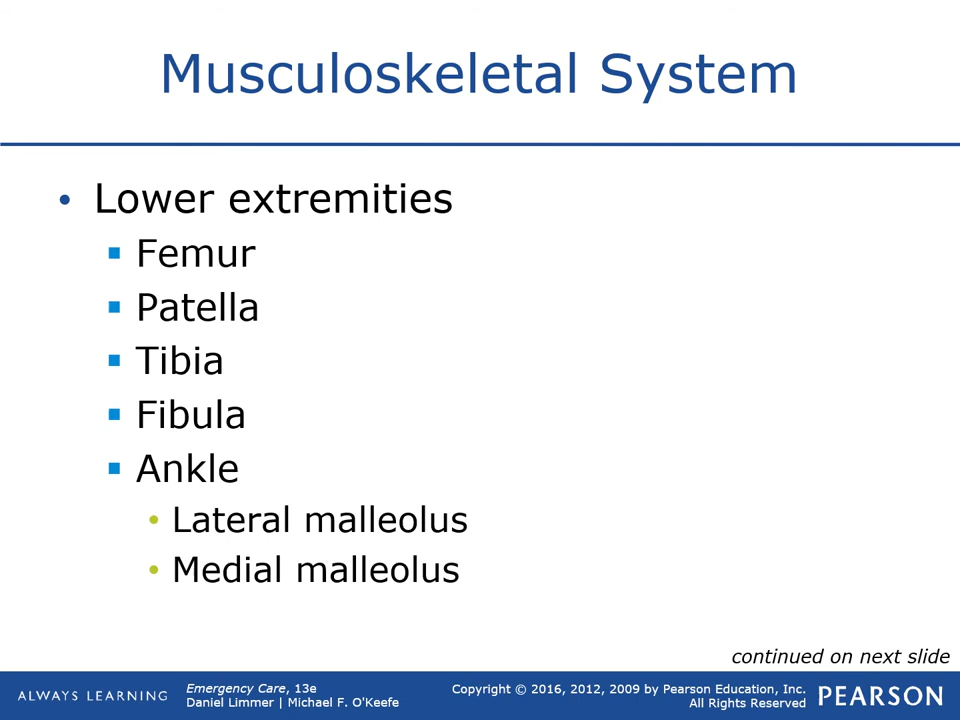 Musculoskeletal System
• Lower extremities
▪ Femur
▪ Patella
▪ Tibia
▪ Fibula
▪ Ankle
• Lateral malleolus
• Medial malleolus
continued on next slide
ALWAYS LEARNING
Emergency Care, 13e
Daniel Limmer | Michael F. O'Keefe
Copyright © 2016, 2012, 2009 by Pearson Education, Inc.
All Rights Reserved
PEARSON